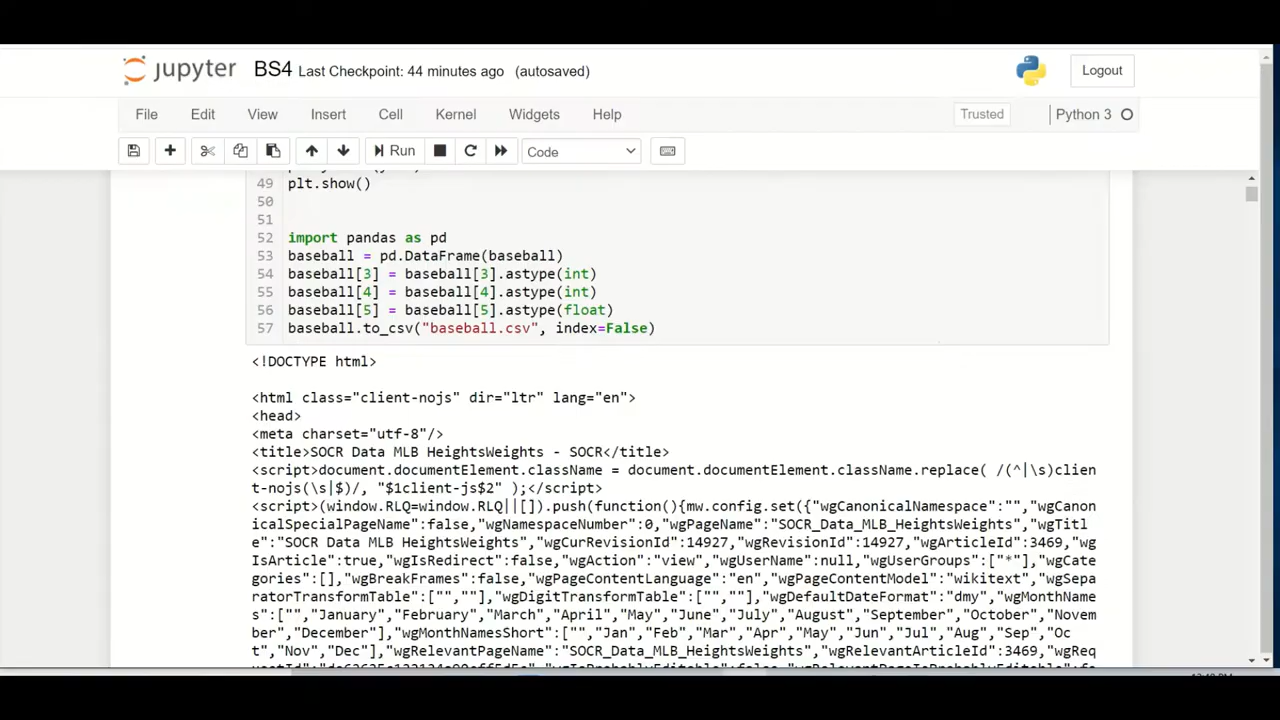 jupyter BS4 Last Checkpoint: 44 minutes ago (autosaved) Logout
File Edit View Insert Cell Kernel Widgets Help Trusted Python 3
Run Code
49 plt.show()
50
51
52 import pandas as pd
53 baseball = pd.DataFrame(baseball)
54 baseball[3] = baseball[3].astype(int)
55 baseball[4] = baseball[4].astype(int)
56 baseball[5] = baseball[5].astype(float)
57 baseball.to_csv("baseball.csv", index=False)
<!DOCTYPE html>
<html class="client-nojs" dir="ltr" lang="en">
<head>
<meta charset="utf-8"/>
<title>SOCR Data MLB HeightsWeights - SOCR</title>
<script>document.documentElement.className = document.documentElement.className.replace( /(^|\s)clien
t-nojs(\s|$)/, "$1client-js$2" );</script>
<script>(window.RLQ=window.RLQ||[]).push(function(){mw.config.set({"wgCanonicalNamespace":"","wgCanon
icalSpecialPageName":false,"wgNamespaceNumber":0,"wgPageName":"SOCR_Data_MLB_HeightsWeights","wgTitl
e":"SOCR Data MLB HeightsWeights","wgCurRevisionId":14927,"wgRevisionId":14927,"wgArticleId":3469,"wg
IsArticle":true,"wgIsRedirect":false,"wgAction":"view","wgUserName":null,"wgUserGroups":["*"],"wgCate
gories":[],"wgBreakFrames":false,"wgPageContentLanguage":"en","wgPageContentModel":"wikitext","wgSepa
ratorTransformTable":["",""],"wgDigitTransformTable":["",""],"wgDefaultDateFormat":"dmy","wgMonthName
s":["","January","February","March","April","May","June","July","August","September","October","Novem
ber","December"],"wgMonthNamesShort":["","Jan","Feb","Mar","Apr","May","Jun","Jul","Aug","Sep","Oc
t","Nov","Dec"],"wgRelevantPageName":"SOCR_Data_MLB_HeightsWeights","wgRelevantArticleId":3469,"wgReq